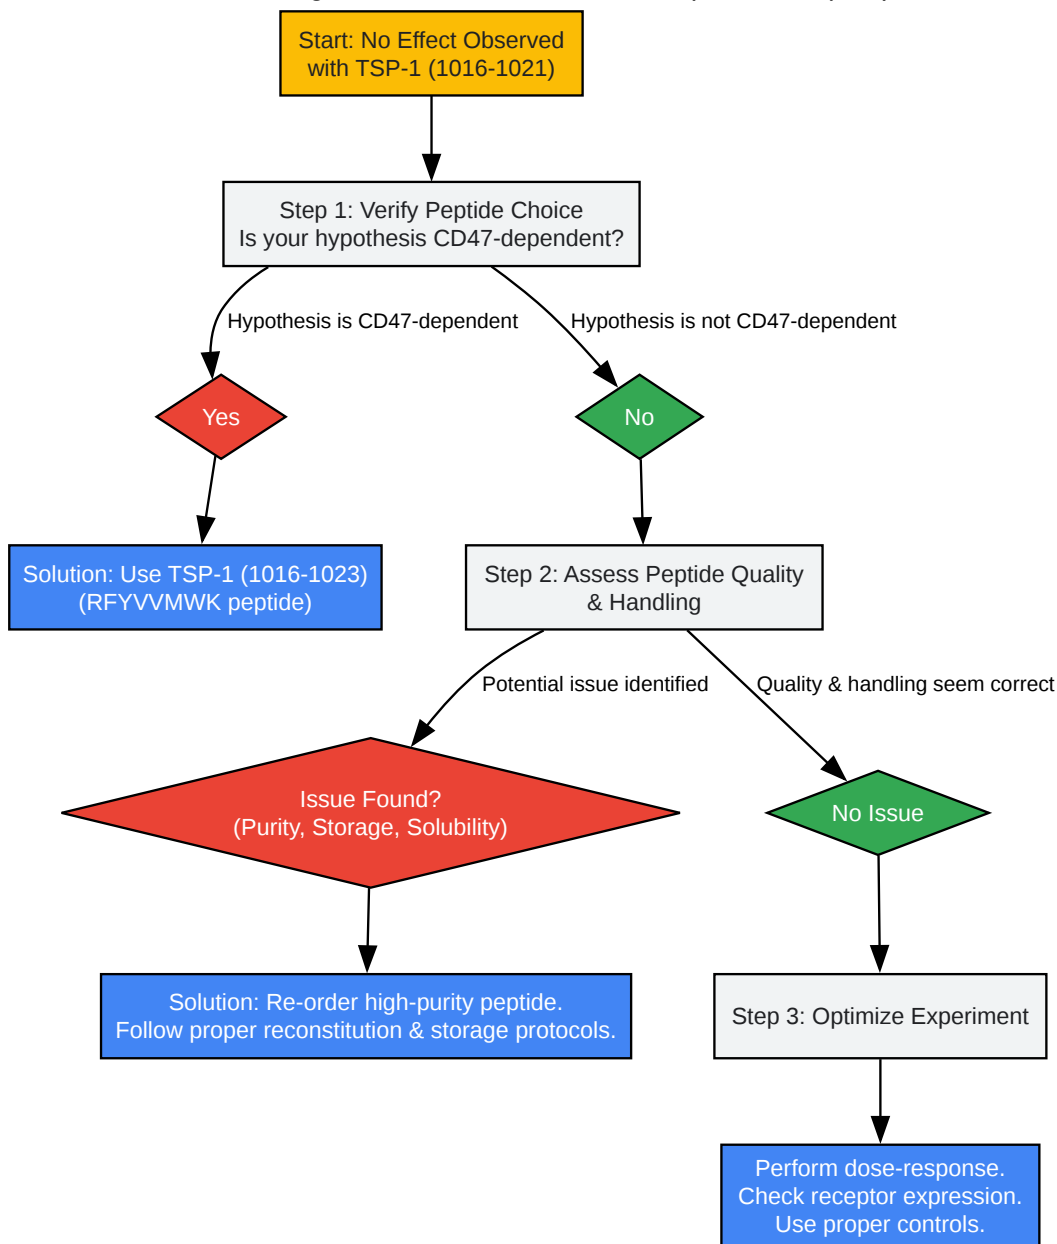 Start: No Effect Observed
with TSP-1 (1016-1021)
Step 1: Verify Peptide Choice
Is your hypothesis CD47-dependent?
Hypothesis is CD47-dependent
Hypothesis is not CD47-dependent
Yes
No
Solution: Use TSP-1 (1016-1023)
(RFYVVMWK peptide)
Step 2: Assess Peptide Quality
& Handling
Potential issue identified
Quality & handling seem correct
Issue Found?
(Purity, Storage, Solubility)
No Issue
Solution: Re-order high-purity peptide.
Follow proper reconstitution & storage protocols.
Step 3: Optimize Experiment
Perform dose-response.
Check receptor expression.
Use proper controls.